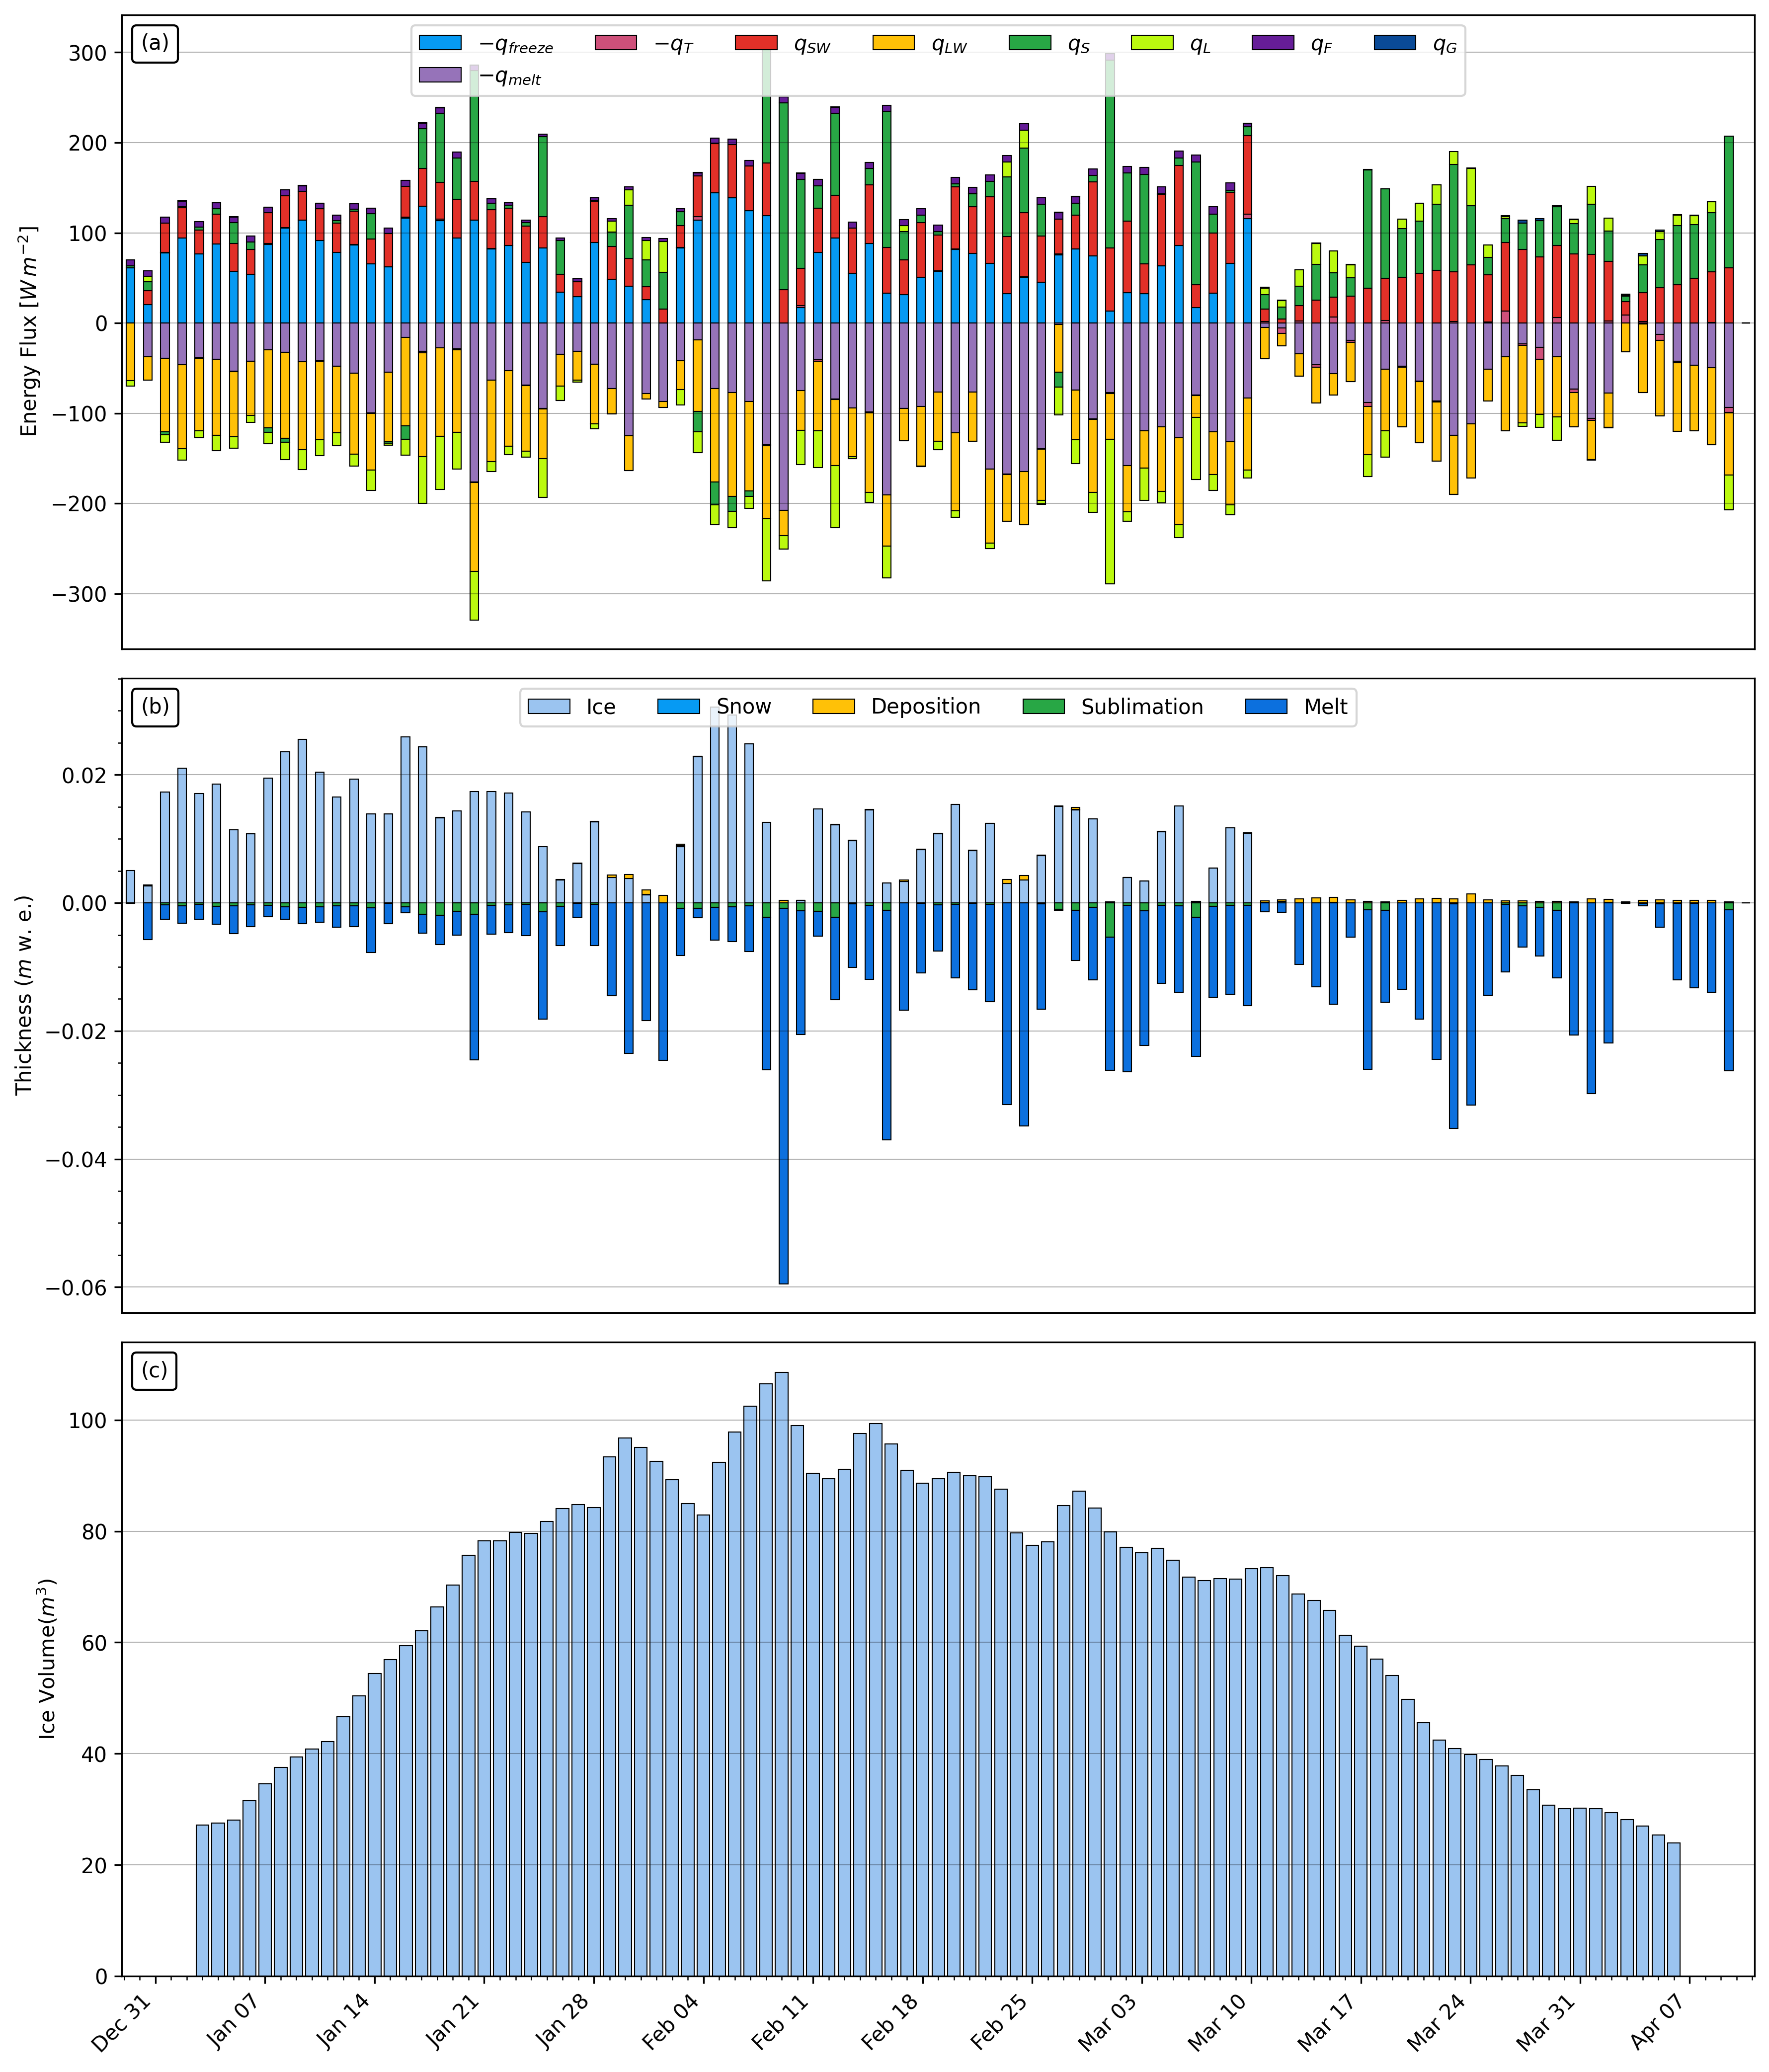 (a)
−q_freeze −q_T q_SW q_LW q_S q_L q_F q_G
−q_melt
300
200
100
0
−100
−200
−300
Energy Flux [W m⁻²]
(b)
Ice Snow Deposition Sublimation Melt
0.02
0.00
−0.02
−0.04
−0.06
Thickness (m w. e.)
(c)
100
80
60
40
20
0
Ice Volume(m³)
Dec 31 Jan 07 Jan 14 Jan 21 Jan 28 Feb 04 Feb 11 Feb 18 Feb 25 Mar 03 Mar 10 Mar 17 Mar 24 Mar 31 Apr 07